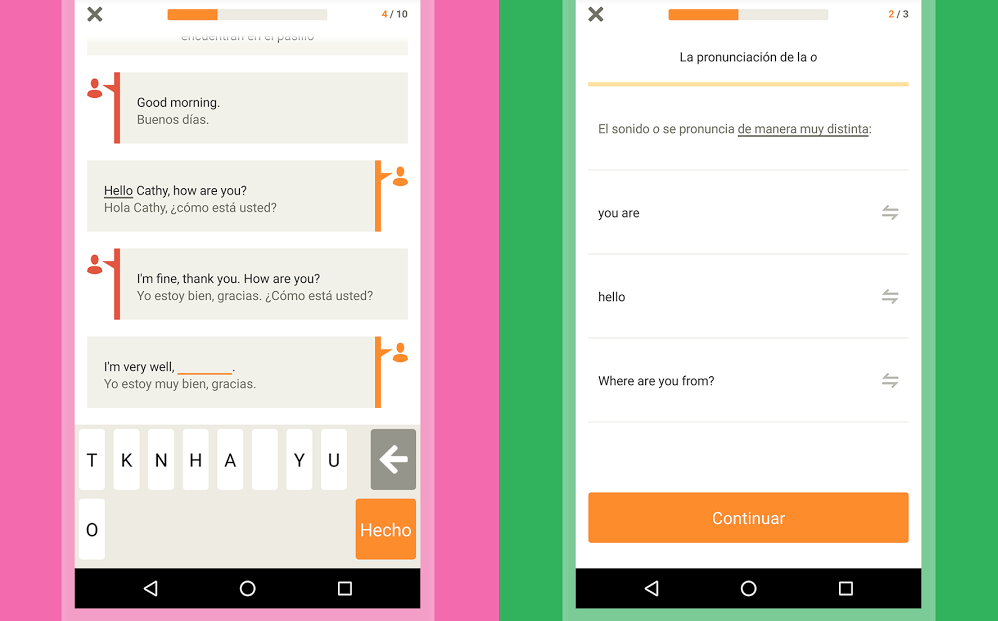 4 / 10
encuentran en el pasillo
Good morning.
Buenos días.
Hello Cathy, how are you?
Hola Cathy, ¿cómo está usted?
I'm fine, thank you. How are you?
Yo estoy bien, gracias. ¿Cómo está usted?
I'm very well, ________.
Yo estoy muy bien, gracias.
T K N H A Y U
O Hecho
2 / 3
La pronunciación de la o
El sonido o se pronuncia de manera muy distinta:
you are
hello
Where are you from?
Continuar